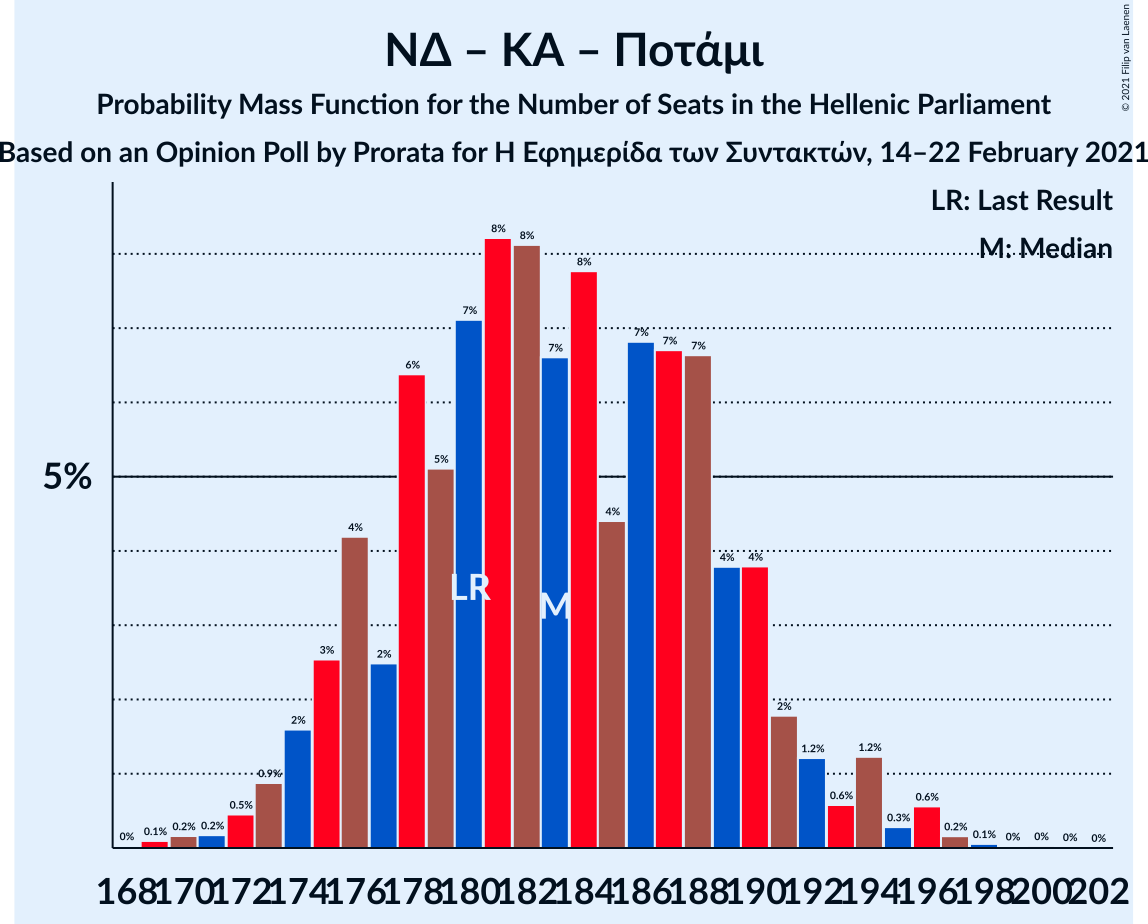 © 2021 Filip van Laenen
ΝΔ – ΚΑ – Ποτάμι
Probability Mass Function for the Number of Seats in the Hellenic Parliament
Based on an Opinion Poll by Prorata for Η Εφημερίδα των Συντακτών, 14–22 February 2021
LR: Last Result
M: Median
5%
0% 0.1% 0.2% 0.2% 0.5% 0.9% 2% 3% 4% 2% 6% 5% 7% 8% 8% 7% 8% 4% 7% 7% 7% 4% 4% 2% 1.2% 0.6% 1.2% 0.3% 0.6% 0.2% 0.1% 0% 0% 0% 0%
LR M
168 170 172 174 176 178 180 182 184 186 188 190 192 194 196 198 200 202